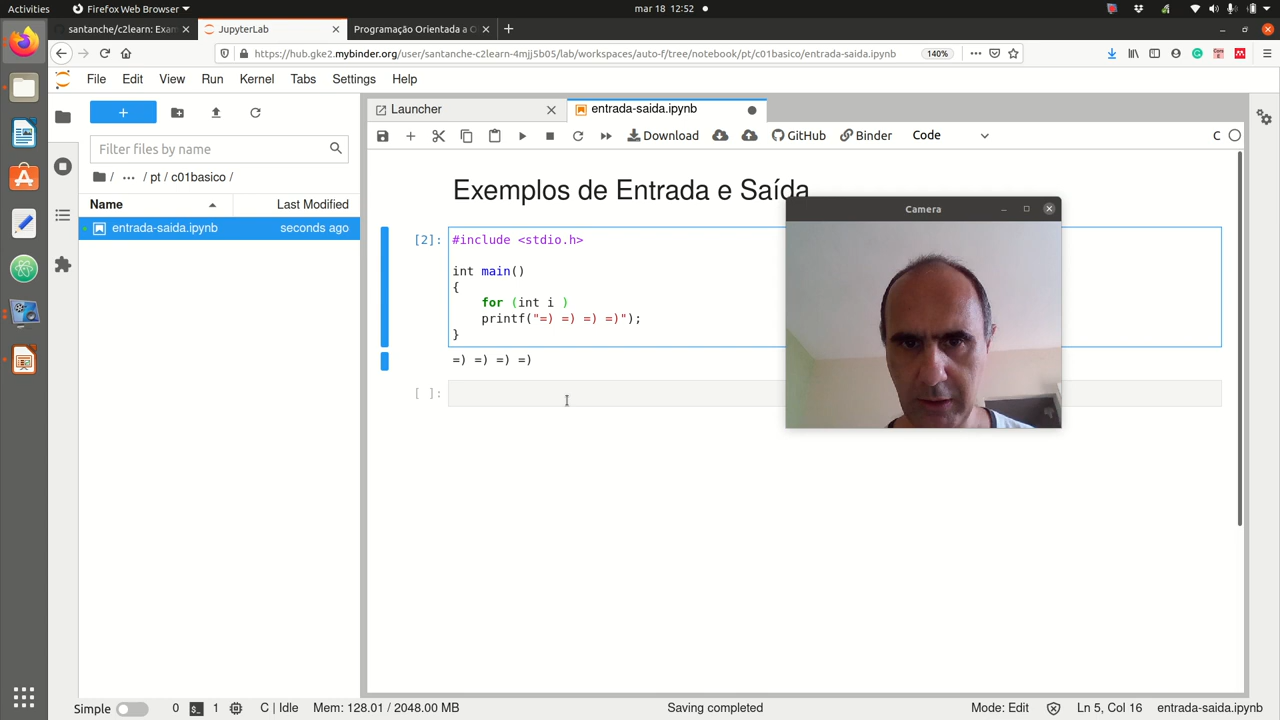 Activities
Firefox Web Browser
mar 18 12:52
santanche/c2learn: Exam
JupyterLab
Programação Orientada a O
https://hub.gke2.mybinder.org/user/santanche-c2learn-4mjj5b05/lab/workspaces/auto-f/tree/notebook/pt/c01basico/entrada-saida.ipynb
140%
File Edit View Run Kernel Tabs Settings Help
Launcher
entrada-saida.ipynb
Download
GitHub
Binder
Code
C
Filter files by name
/ ... / pt / c01basico /
Name
Last Modified
entrada-saida.ipynb
seconds ago
Exemplos de Entrada e Saída
Camera
[2]:
#include <stdio.h>
int main()
{
for (int i )
printf("=) =) =) =)");
}
=) =) =) =)
[ ]:
Simple
0
1
C | Idle
Mem: 128.01 / 2048.00 MB
Saving completed
Mode: Edit
Ln 5, Col 16
entrada-saida.ipynb